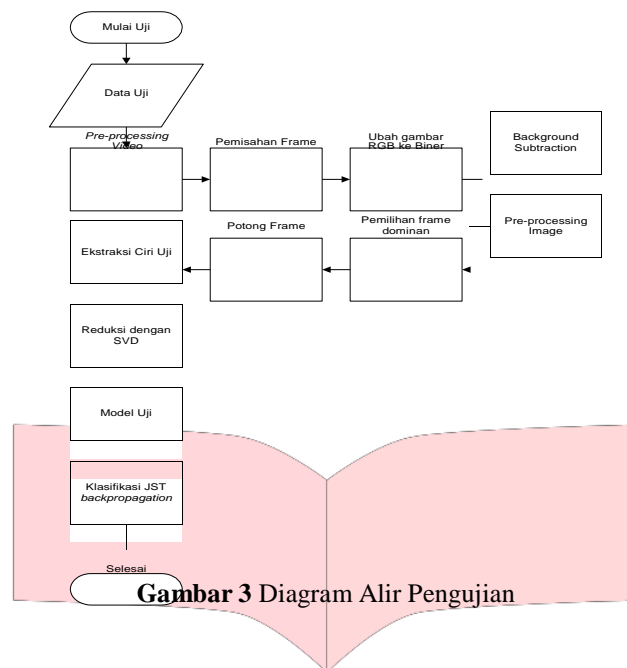 Mulai Uji
Data Uji
Pre-processing
Video
Pemisahan Frame
Ubah gambar
RGB ke Biner
Background
Subtraction
Pre-processing
Image
Pemilihan frame
dominan
Potong Frame
Ekstraksi Ciri Uji
Reduksi dengan
SVD
Model Uji
Klasifikasi JST
backpropagation
Selesai
Gambar 3 Diagram Alir Pengujian